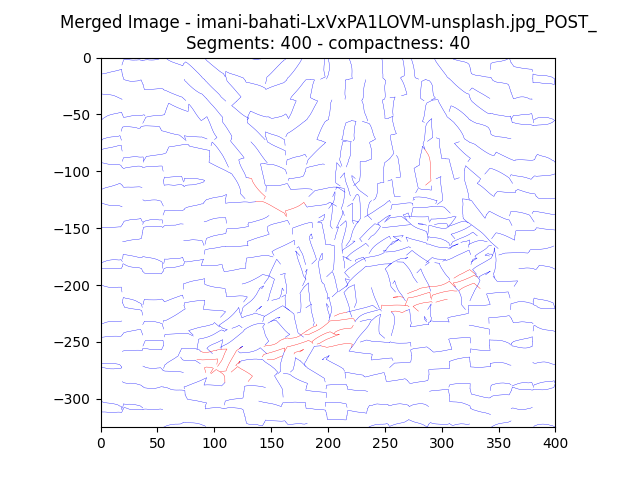 Merged Image - imani-bahati-LxVxPA1LOVM-unsplash.jpg_POST_
Segments: 400 - compactness: 40
0
−50
−100
−150
−200
−250
−300
0 50 100 150 200 250 300 350 400